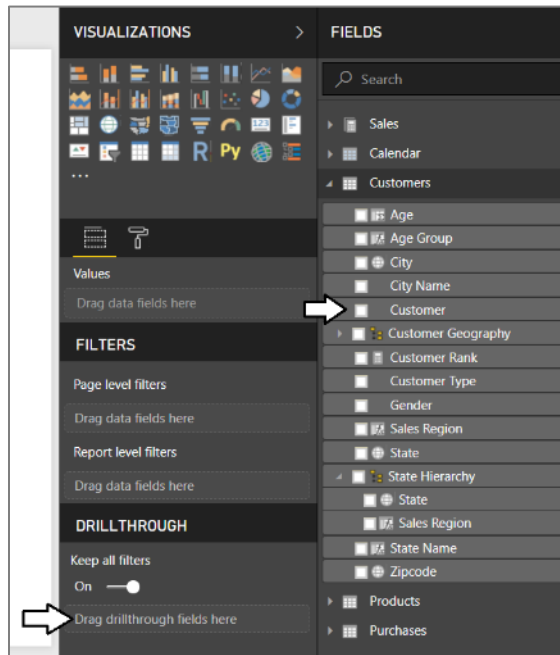 VISUALIZATIONS
123
R Py
...
Values
Drag data fields here
FILTERS
Page level filters
Drag data fields here
Report level filters
Drag data fields here
DRILLTHROUGH
Keep all filters
On
Drag drillthrough fields here
FIELDS
Search
Sales
Calendar
Customers
Age
Age Group
City
City Name
Customer
Customer Geography
Customer Rank
Customer Type
Gender
Sales Region
State
State Hierarchy
State
Sales Region
State Name
Zipcode
Products
Purchases